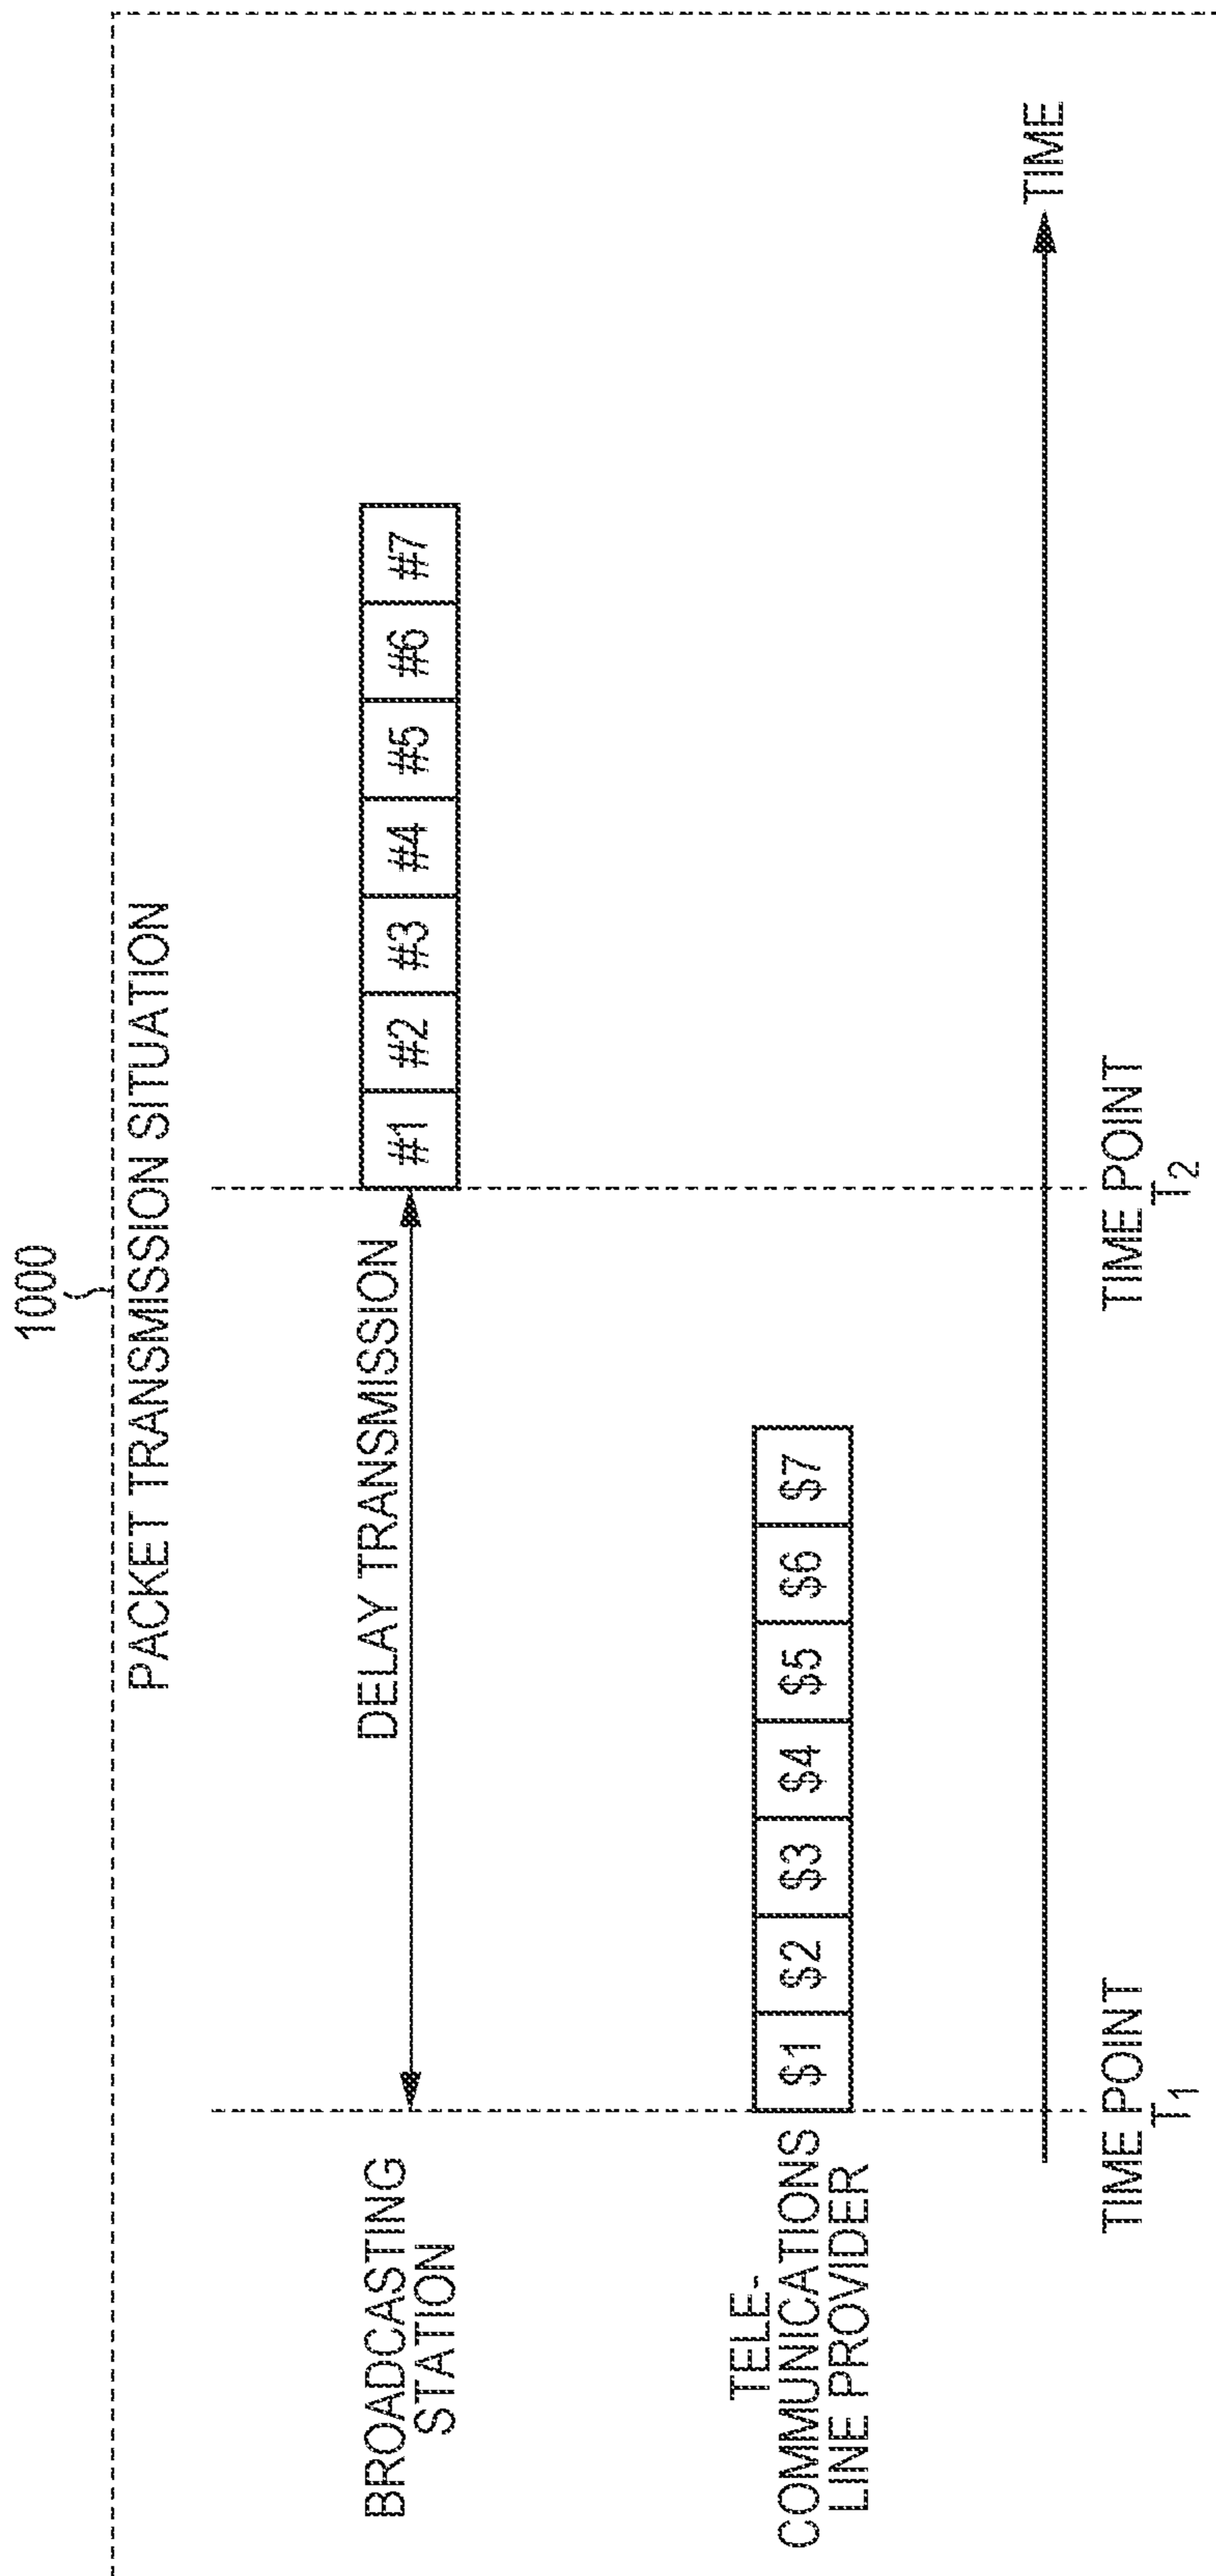 1000
PACKET TRANSMISSION SITUATION
BROADCASTING
STATION
DELAY TRANSMISSION
#1 #2 #3 #4 #5 #6 #7
TELE-
COMMUNICATIONS
LINE PROVIDER
$1 $2 $3 $4 $5 $6 $7
TIME
TIME POINT
T1
TIME POINT
T2